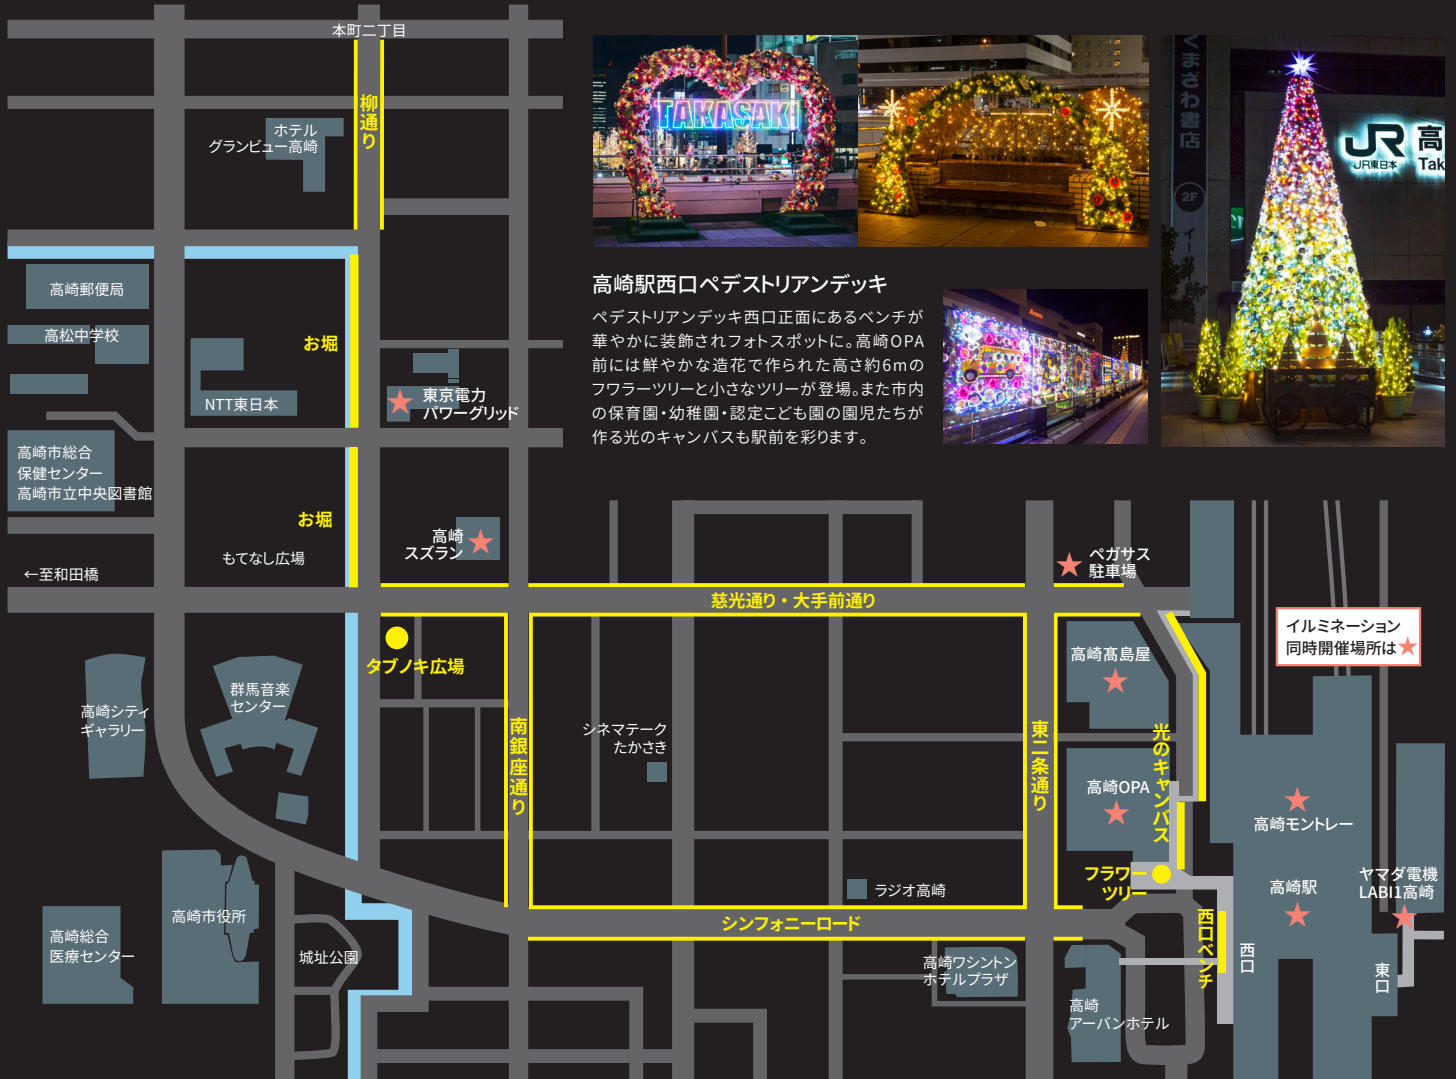 本町二丁目
柳通り
ホテル
グランビュー高崎
TAKASAKI
くまざわ書店
2F
JR
JR東日本
高
Tak
高崎駅西口ペデストリアンデッキ
ペデストリアンデッキ西口正面にあるベンチが
華やかに装飾されフォトスポットに。高崎OPA
前には鮮やかな造花で作られた高さ約6mの
フワラーツリーと小さなツリーが登場。また市内
の保育園・幼稚園・認定こども園の園児たちが
作る光のキャンバスも駅前を彩ります。
高崎郵便局
高松中学校
お堀
NTT東日本
東京電力
パワーグリッド
高崎市総合
保健センター
高崎市立中央図書館
お堀
もてなし広場
高崎
スズラン
←至和田橋
ペガサス
駐車場
慈光通り・大手前通り
イルミネーション
同時開催場所は★
タブノキ広場
高崎髙島屋
群馬音楽
センター
高崎シティ
ギャラリー
南銀座通り
シネマテーク
たかさき
東二条通り
光のキャンバス
高崎OPA
高崎モントレー
フラワー
ツリー
高崎駅
ヤマダ電機
LABI1高崎
ラジオ高崎
高崎市役所
シンフォニーロード
西口ベンチ
西口
高崎総合
医療センター
城址公園
高崎ワシントン
ホテルプラザ
東口
高崎
アーバンホテル